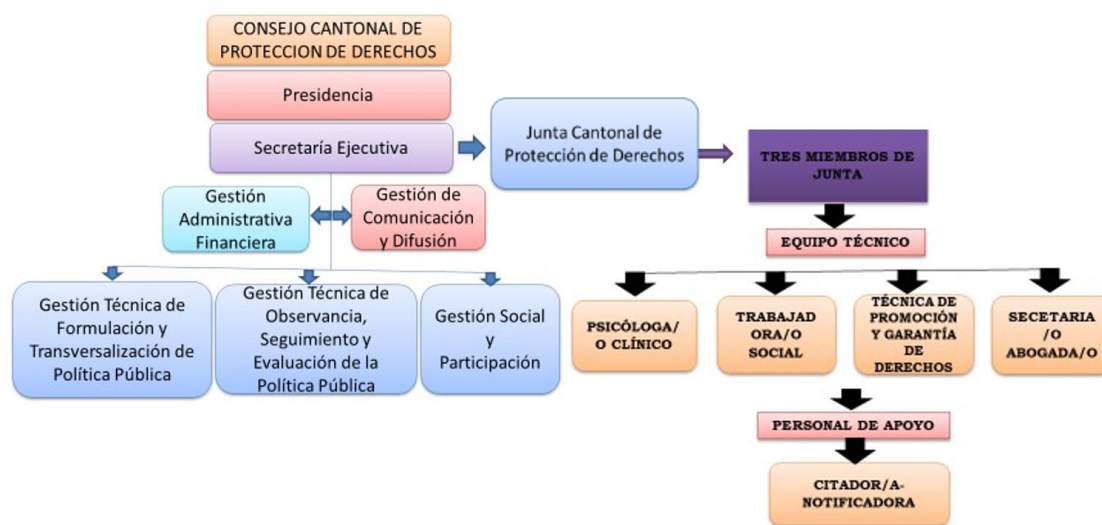 CONSEJO CANTONAL DE
PROTECCION DE DERECHOS
Presidencia
Secretaría Ejecutiva
Junta Cantonal de
Protección de Derechos
TRES MIEMBROS DE
JUNTA
Gestión
Administrativa
Financiera
Gestión de
Comunicación
y Difusión
EQUIPO TÉCNICO
Gestión Técnica de
Formulación y
Transversalización de
Política Pública
Gestión Técnica de
Observancia,
Seguimiento y
Evaluación de la
Política Pública
Gestión Social
y
Participación
PSICÓLOGA/
O CLÍNICO
TRABAJAD
ORA/O
SOCIAL
TÉCNICA DE
PROMOCIÓN
Y GARANTÍA
DE
DERECHOS
SECETARIA
/O
ABOGADA/O
PERSONAL DE APOYO
CITADOR/A-
NOTIFICADORA